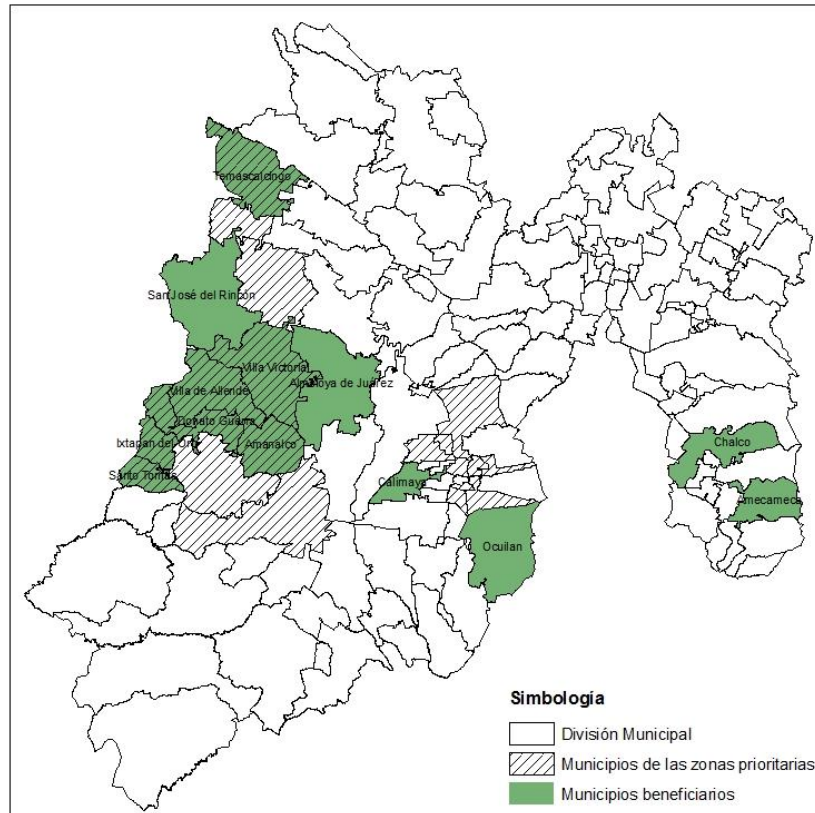 Temascalcingo
San José del Rincón
Villa Victoria
Almoloya de Juárez
Villa de Allende
Donato Guerra
Ixtapan del Oro
Amanalco
Santo Tomás
Calimaya
Ocuilan
Chalco
Amecameca
Simbología
División Municipal
Municipios de las zonas prioritarias
Municipios beneficiarios